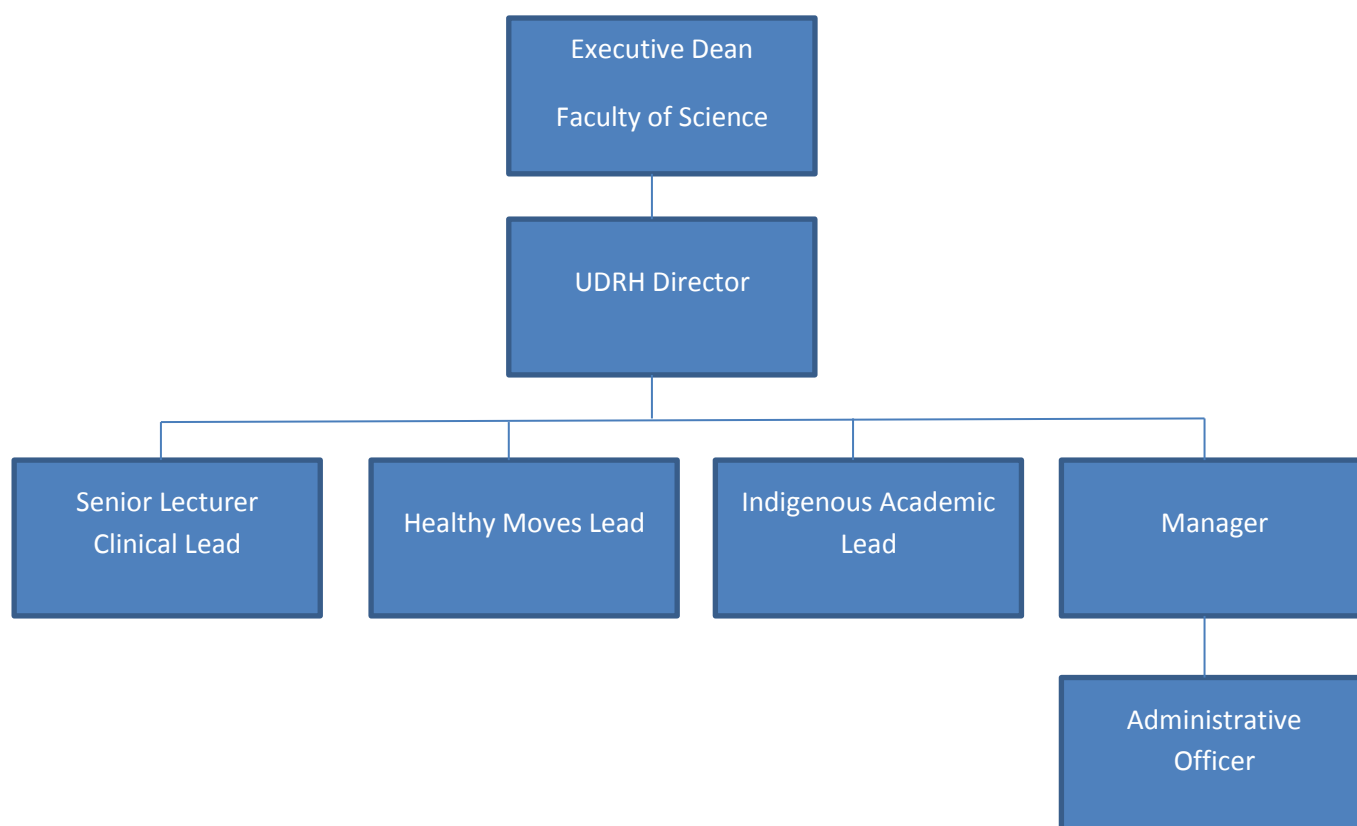 Executive Dean
Faculty of Science
UDRH Director
Senior Lecturer
Clinical Lead
Healthy Moves Lead
Indigenous Academic
Lead
Manager
Administrative
Officer